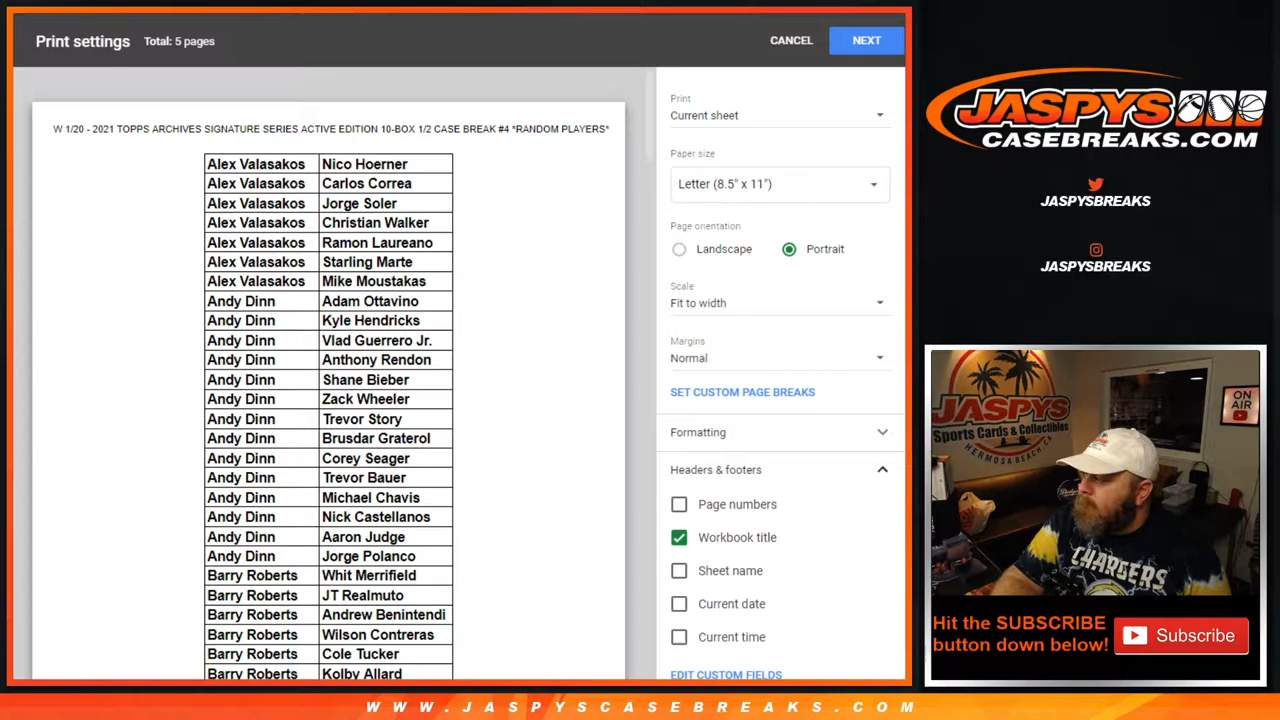 Print settings Total: 5 pages CANCEL NEXT
W 1/20 - 2021 TOPPS ARCHIVES SIGNATURE SERIES ACTIVE EDITION 10-BOX 1/2 CASE BREAK #4 *RANDOM PLAYERS*
Alex Valasakos Nico Hoerner
Alex Valasakos Carlos Correa
Alex Valasakos Jorge Soler
Alex Valasakos Christian Walker
Alex Valasakos Ramon Laureano
Alex Valasakos Starling Marte
Alex Valasakos Mike Moustakas
Andy Dinn Adam Ottavino
Andy Dinn Kyle Hendricks
Andy Dinn Vlad Guerrero Jr.
Andy Dinn Anthony Rendon
Andy Dinn Shane Bieber
Andy Dinn Zack Wheeler
Andy Dinn Trevor Story
Andy Dinn Brusdar Graterol
Andy Dinn Corey Seager
Andy Dinn Trevor Bauer
Andy Dinn Michael Chavis
Andy Dinn Nick Castellanos
Andy Dinn Aaron Judge
Andy Dinn Jorge Polanco
Barry Roberts Whit Merrifield
Barry Roberts JT Realmuto
Barry Roberts Andrew Benintendi
Barry Roberts Wilson Contreras
Barry Roberts Cole Tucker
Barry Roberts Kolby Allard
Print
Current sheet
Paper size
Letter (8.5" x 11")
Page orientation
Landscape Portrait
Scale
Fit to width
Margins
Normal
SET CUSTOM PAGE BREAKS
Formatting
Headers & footers
Page numbers
Workbook title
Sheet name
Current date
Current time
EDIT CUSTOM FIELDS
JASPYS
CASEBREAKS.COM
JASPYSBREAKS
JASPYSBREAKS
JASPYS
Sports Cards & Collectibles
HERMOSA BEACH, CA
ON
AIR
CHARGERS
Hit the SUBSCRIBE
button down below!
Subscribe
WWW.JASPYSCASEBREAKS.COM